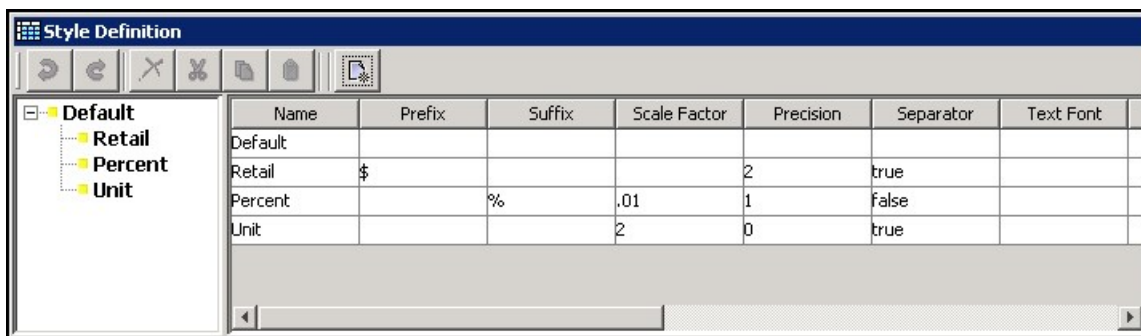 Style Definition
Default
Retail
Percent
Unit
Name Prefix Suffix Scale Factor Precision Separator Text Font
Default
Retail $ 2 true
Percent % .01 1 false
Unit 2 0 true